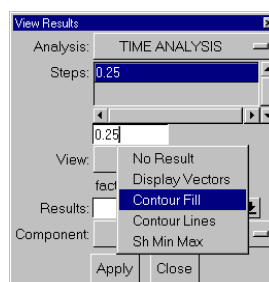 View Results
Analysis: TIME ANALYSIS
Steps: 0.25
0.25
View:
No Result
Display Vectors
Contour Fill
Contour Lines
Sh Min Max
fact
Results:
Component:
Apply Close